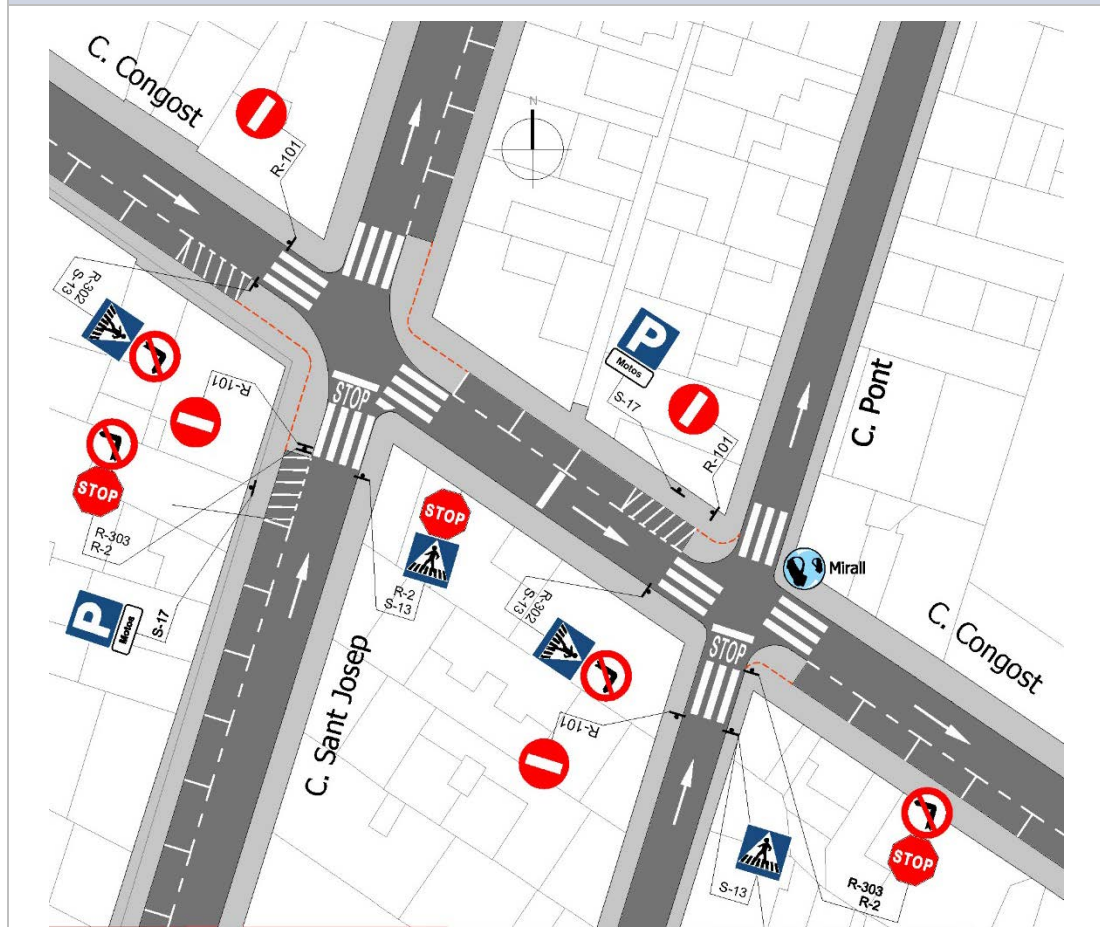 C. Congost
R-101
N
R-302
S-13
R-101
STOP
R-303
R-2
P
Motos
S-17
STOP
STOP
R-2
S-13
C. Sant Josep
P
Motos
S-17
R-101
C. Pont
Mirall
C. Congost
R-302
S-13
R-101
STOP
S-13
STOP
R-303
R-2